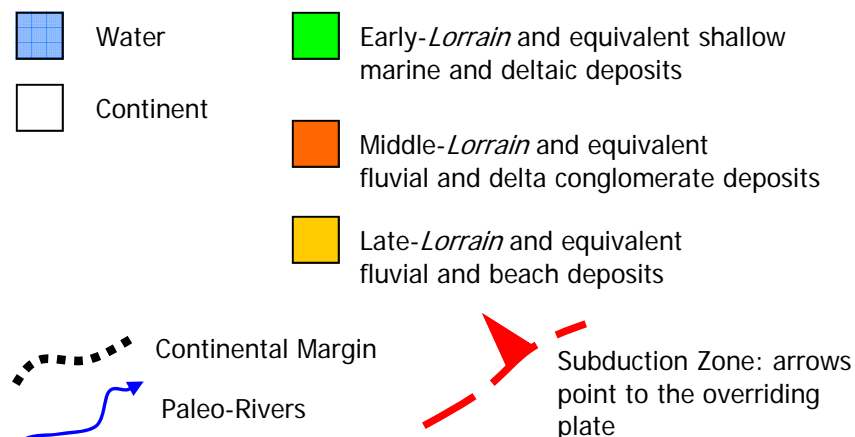 Water
Continent
Early-Lorrain and equivalent shallow
marine and deltaic deposits
Middle-Lorrain and equivalent
fluvial and delta conglomerate deposits
Late-Lorrain and equivalent
fluvial and beach deposits
Continental Margin
Paleo-Rivers
Subduction Zone: arrows
point to the overriding
plate